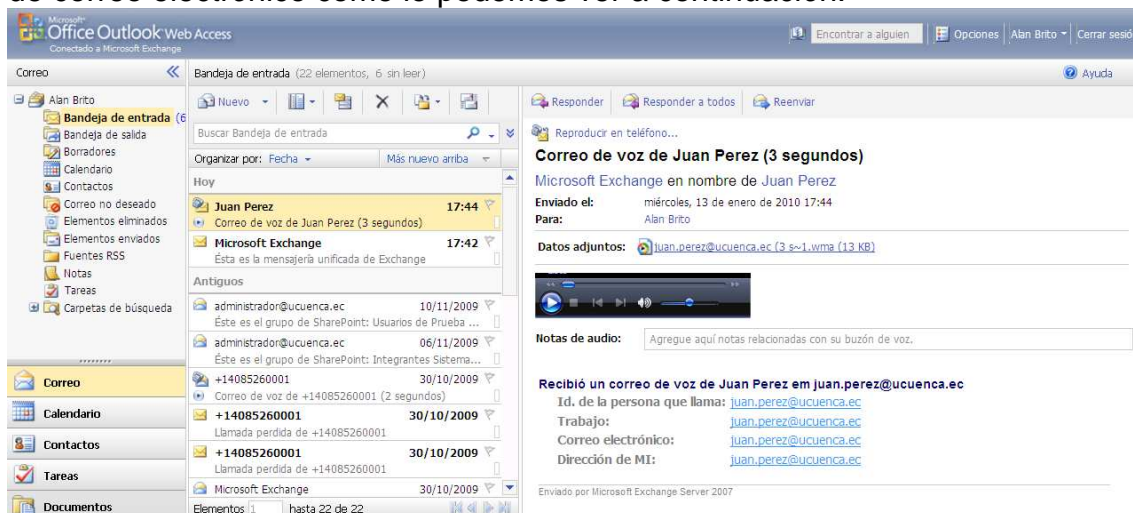 de correo electrónico como lo podemos ver a continuación:
Microsoft®
Office Outlook Web Access
Conectado a Microsoft Exchange
Encontrar a alguien
Opciones
Alan Brito
Cerrar sesió
Correo
Bandeja de entrada (22 elementos, 6 sin leer)
Ayuda
Alan Brito
Bandeja de entrada (6
Bandeja de salida
Borradores
Calendario
Contactos
Correo no deseado
Elementos eliminados
Elementos enviados
Fuentes RSS
Notas
Tareas
Carpetas de búsqueda
Correo
Calendario
Contactos
Tareas
Documentos
Nuevo
Buscar Bandeja de entrada
Organizar por: Fecha Más nuevo arriba
Hoy
Juan Perez 17:44
Correo de voz de Juan Perez (3 segundos)
Microsoft Exchange 17:42
Ésta es la mensajería unificada de Exchange
Antiguos
administrador@ucuenca.ec 10/11/2009
Éste es el grupo de SharePoint: Usuarios de Prueba ...
administrador@ucuenca.ec 06/11/2009
Éste es el grupo de SharePoint: Integrantes Sistema...
+14085260001 30/10/2009
Correo de voz de +14085260001 (2 segundos)
+14085260001 30/10/2009
Llamada perdida de +14085260001
+14085260001 30/10/2009
Llamada perdida de +14085260001
Microsoft Exchange 30/10/2009
Elementos 1 hasta 22 de 22
Responder Responder a todos Reenviar
Reproducir en teléfono...
Correo de voz de Juan Perez (3 segundos)
Microsoft Exchange en nombre de Juan Perez
Enviado el: miércoles, 13 de enero de 2010 17:44
Para: Alan Brito
Datos adjuntos: juan.perez@ucuenca.ec (3 s~1.wma (13 KB)
Notas de audio: Agregue aquí notas relacionadas con su buzón de voz.
Recibió un correo de voz de Juan Perez em juan.perez@ucuenca.ec
Id. de la persona que llama: juan.perez@ucuenca.ec
Trabajo: juan.perez@ucuenca.ec
Correo electrónico: juan.perez@ucuenca.ec
Dirección de MI: juan.perez@ucuenca.ec
Enviado por Microsoft Exchange Server 2007